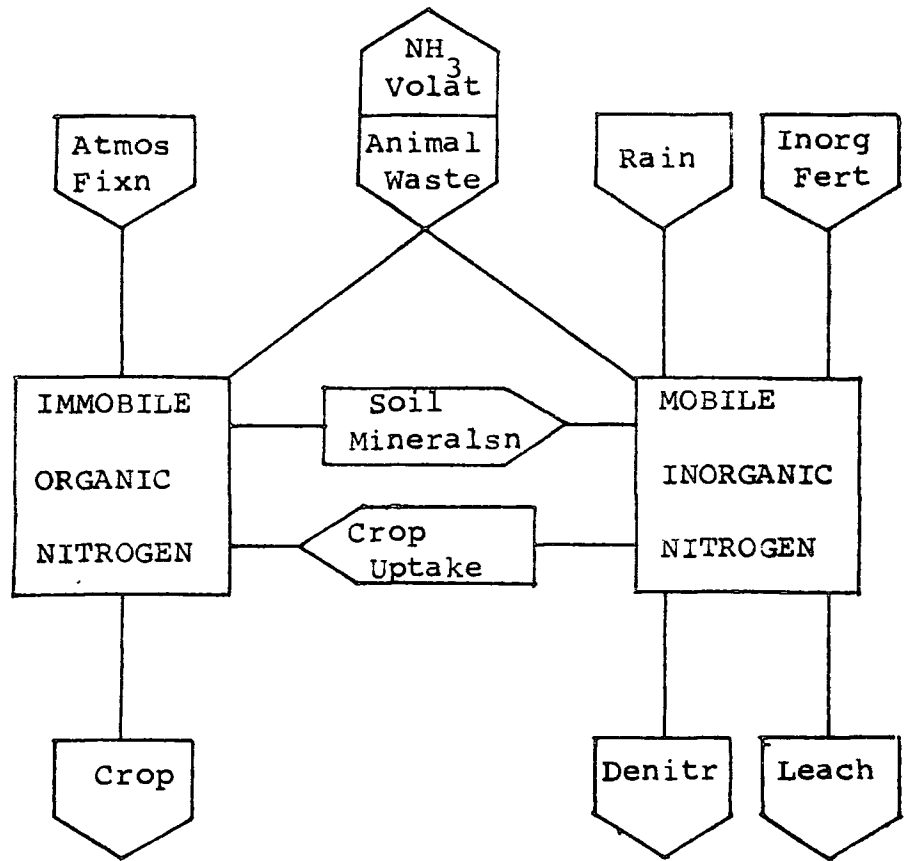 NH3
Volat
Atmos
Fixn
Animal
Waste
Rain
Inorg
Fert
IMMOBILE
ORGANIC
NITROGEN
Soil
Mineralsn
Crop
Uptake
MOBILE
INORGANIC
NITROGEN
Crop
Denitr
Leach